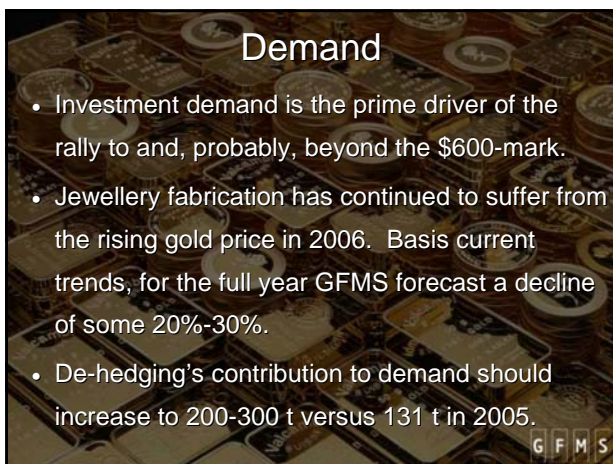 Demand
• Investment demand is the prime driver of the
rally to and, probably, beyond the $600-mark.
• Jewellery fabrication has continued to suffer from
the rising gold price in 2006. Basis current
trends, for the full year GFMS forecast a decline
of some 20%-30%.
• De-hedging's contribution to demand should
increase to 200-300 t versus 131 t in 2005.
GFMS